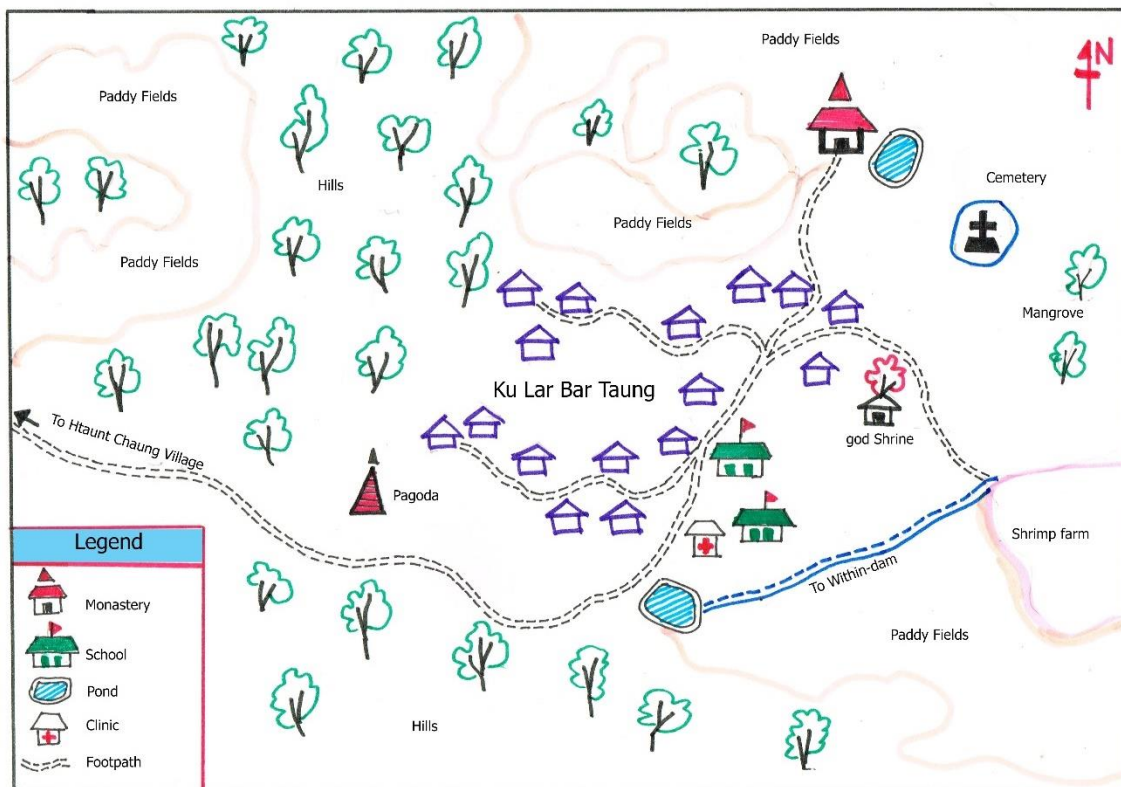 Paddy Fields
N
Paddy Fields
Cemetery
Hills
Paddy Fields
Paddy Fields
Mangrove
Ku Lar Bar Taung
To Htaunt Chaung Village
god Shrine
Pagoda
Shrimp farm
To Within-dam
Paddy Fields
Hills
Legend
Monastery
School
Pond
Clinic
Footpath